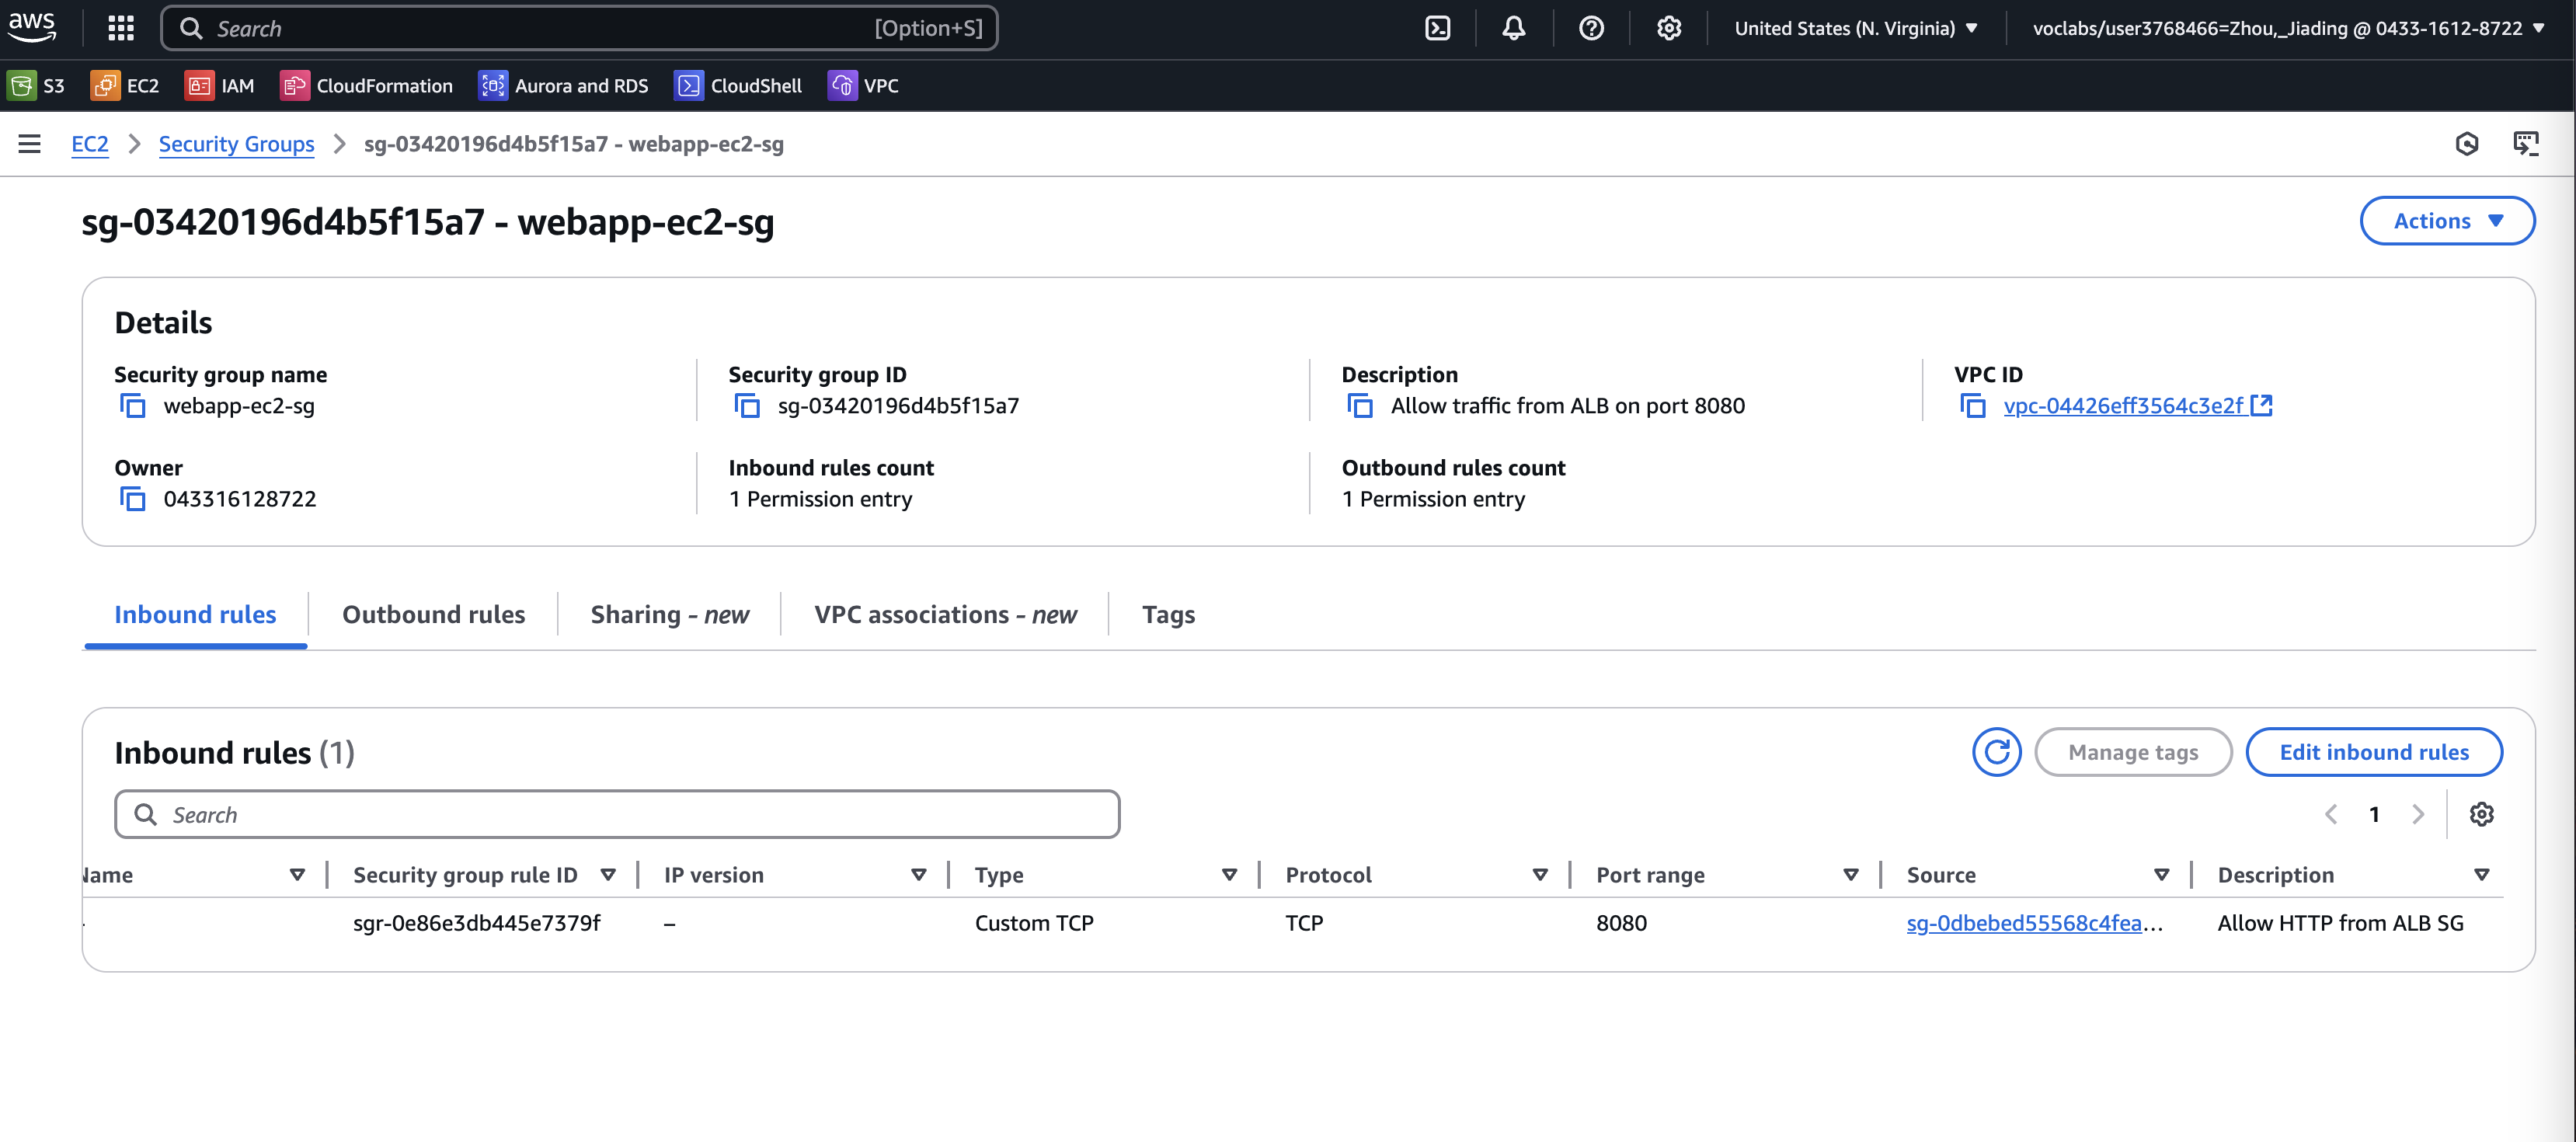 aws Search [Option+S] United States (N. Virginia) voclabs/user3768466=Zhou,_Jiading @ 0433-1612-8722
S3 EC2 IAM CloudFormation Aurora and RDS CloudShell VPC
EC2 Security Groups sg-03420196d4b5f15a7 - webapp-ec2-sg
sg-03420196d4b5f15a7 - webapp-ec2-sg Actions
Details
Security group name Security group ID Description VPC ID
webapp-ec2-sg sg-03420196d4b5f15a7 Allow traffic from ALB on port 8080 vpc-04426eff3564c3e2f
Owner Inbound rules count Outbound rules count
043316128722 1 Permission entry 1 Permission entry
Inbound rules Outbound rules Sharing - new VPC associations - new Tags
Inbound rules (1) Manage tags Edit inbound rules
Search 1
Name Security group rule ID IP version Type Protocol Port range Source Description
sgr-0e86e3db445e7379f – Custom TCP TCP 8080 sg-0dbebed55568c4fea... Allow HTTP from ALB SG